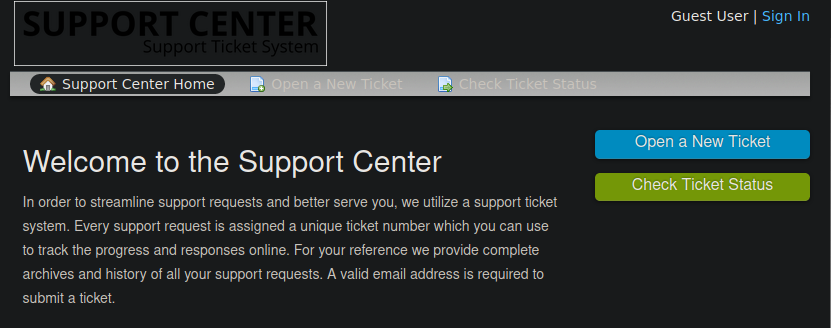 SUPPORT CENTER
Support Ticket System
Guest User | Sign In
Support Center Home Open a New Ticket Check Ticket Status
Welcome to the Support Center
In order to streamline support requests and better serve you, we utilize a support ticket
system. Every support request is assigned a unique ticket number which you can use
to track the progress and responses online. For your reference we provide complete
archives and history of all your support requests. A valid email address is required to
submit a ticket.
Open a New Ticket
Check Ticket Status